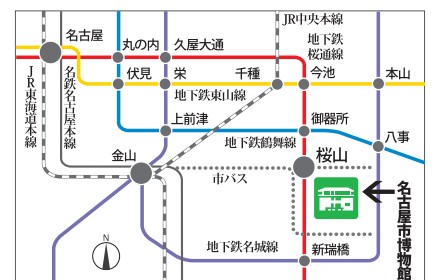 JR中央本線
名古屋
丸の内
久屋大通
地下鉄
桜通線
伏見
栄
千種
今池
本山
地下鉄東山線
JR東海道本線
名鉄名古屋本線
上前津
御器所
地下鉄鶴舞線
八事
金山
桜山
市バス
名古屋市博物館
N
地下鉄名城線
新瑞橋